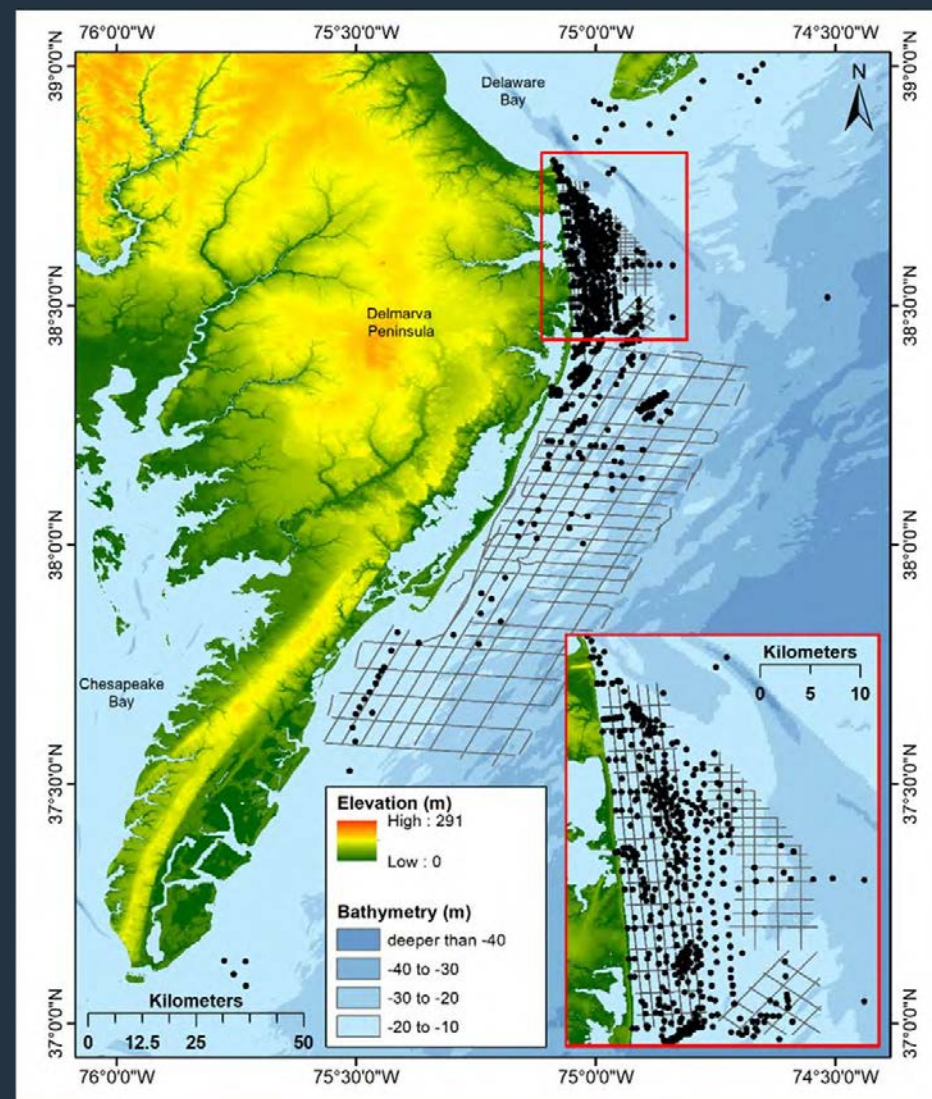 76°0'0"W 75°30'0"W 75°0'0"W 74°30'0"W
39°0'0"N 39°0'0"N
Delaware
Bay
N
38°30'0"N 38°30'0"N
Delmarva
Peninsula
38°0'0"N 38°0'0"N
Chesapeake
Bay
Kilometers
0 5 10
37°30'0"N 37°30'0"N
Elevation (m)
High : 291
Low : 0
Bathymetry (m)
deeper than -40
-40 to -30
-30 to -20
-20 to -10
Kilometers
0 12.5 25 50
37°0'0"N 37°0'0"N
76°0'0"W 75°30'0"W 75°0'0"W 74°30'0"W